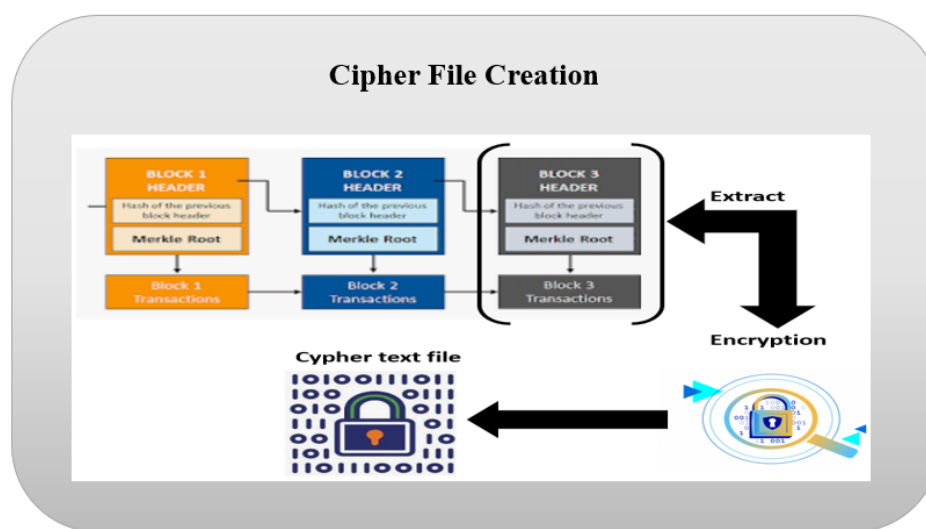 Cipher File Creation
BLOCK 1
HEADER
Hash of the previous
block header
Merkle Root
Block 1
Transactions
BLOCK 2
HEADER
Hash of the previous
block header
Merkle Root
Block 2
Transactions
BLOCK 3
HEADER
Hash of the previous
block header
Merkle Root
Block 3
Transactions
Extract
Encryption
Cypher text file